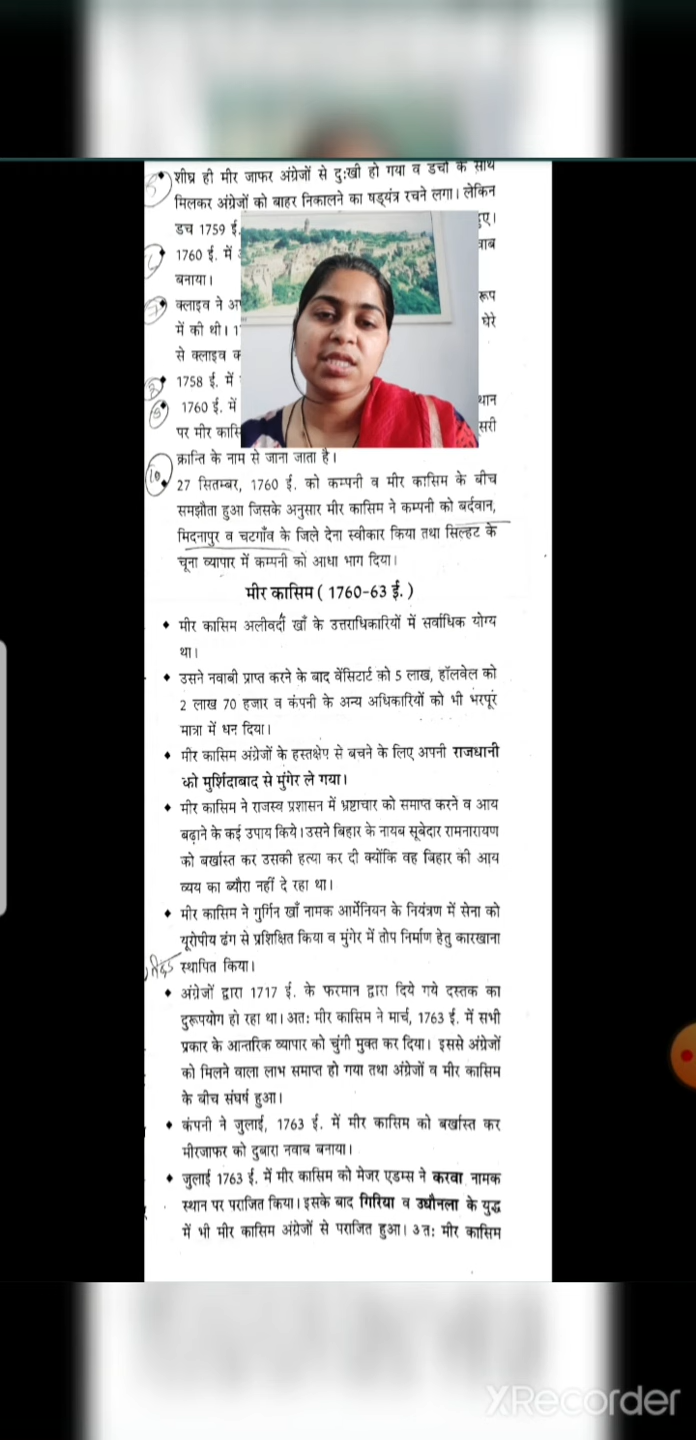 शीघ्र ही मीर जाफर अंग्रेजों से दुःखी हो गया व डचों के साथ
मिलकर अंग्रेजों को बाहर निकालने का षड्यंत्र रचने लगा। लेकिन
डच 1759 ई.
6 1760 ई. में
बनाया।
7 क्लाइव ने
में की थी। रूप
घेरे
से क्लाइव
8 1758 ई. में
9 1760 ई. में
पर मीर
क्रान्ति के नाम से जाना जाता है।
10 27 सितम्बर, 1760 ई. को कम्पनी व मीर कासिम के बीच
समझौता हुआ जिसके अनुसार मीर कासिम ने कम्पनी को बर्दवान,
मिदनापुर व चटगाँव के जिले देना स्वीकार किया तथा सिल्हट के
चूना व्यापार में कम्पनी को आधा भाग दिया।
मीर कासिम ( 1760-63 ई. )
♦ मीर कासिम अलीवर्दी खाँ के उत्तराधिकारियों में सर्वाधिक योग्य
था।
♦ उसने नवाबी प्राप्त करने के बाद वेंसिटार्ट को 5 लाख, हॉलवेल को
2 लाख 70 हजार व कंपनी के अन्य अधिकारियों को भी भरपूर
मात्रा में धन दिया।
♦ मीर कासिम अंग्रेजों के हस्तक्षेप से बचने के लिए अपनी राजधानी
को मुर्शिदाबाद से मुंगेर ले गया।
♦ मीर कासिम ने राजस्व प्रशासन में भ्रष्टाचार को समाप्त करने व आय
बढ़ाने के कई उपाय किये। उसने बिहार के नायब सूबेदार रामनारायण
को बर्खास्त कर उसकी हत्या कर दी क्योंकि वह बिहार की आय
व्यय का ब्यौरा नहीं दे रहा था।
♦ मीर कासिम ने गुर्गिन खाँ नामक आर्मेनियन के नियंत्रण में सेना को
यूरोपीय ढंग से प्रशिक्षित किया व मुंगेर में तोप निर्माण हेतु कारखाना
स्थापित किया।
♦ अंग्रेजों द्वारा 1717 ई. के फरमान द्वारा दिये गये दस्तक का
दुरूपयोग हो रहा था। अतः मीर कासिम ने मार्च, 1763 ई. में सभी
प्रकार के आन्तरिक व्यापार को चुंगी मुक्त कर दिया। इससे अंग्रेजों
को मिलने वाला लाभ समाप्त हो गया तथा अंग्रेजों व मीर कासिम
के बीच संघर्ष हुआ।
♦ कंपनी ने जुलाई, 1763 ई. में मीर कासिम को बर्खास्त कर
मीरजाफर को दुबारा नवाब बनाया।
♦ जुलाई 1763 ई. में मीर कासिम को मेजर एडम्स ने करवा नामक
स्थान पर पराजित किया। इसके बाद गिरिया व उधौनला के युद्ध
में भी मीर कासिम अंग्रेजों से पराजित हुआ। अतः मीर कासिम
XRecorder